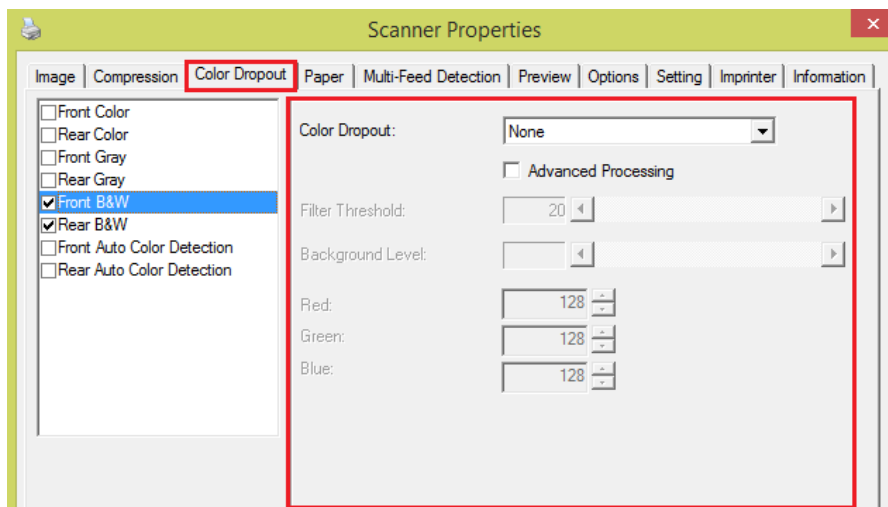 Scanner Properties
Image Compression Color Dropout Paper Multi-Feed Detection Preview Options Setting Imprinter Information
Front Color
Rear Color
Front Gray
Rear Gray
Front B&W
Rear B&W
Front Auto Color Detection
Rear Auto Color Detection
Color Dropout: None
Advanced Processing
Filter Threshold: 20
Background Level:
Red: 128
Green: 128
Blue: 128